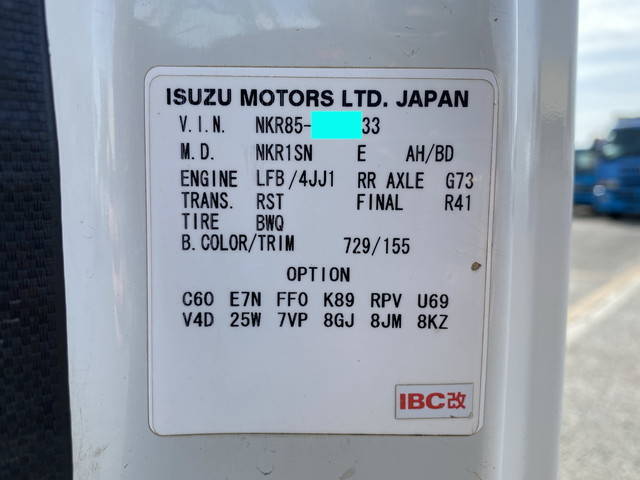 ISUZU MOTORS LTD. JAPAN
V.I.N. NKR85- 33
M.D. NKR1SN E AH/BD
ENGINE LFB/4JJ1 RR AXLE G73
TRANS. RST FINAL R41
TIRE BWQ
B.COLOR/TRIM 729/155
OPTION
C60 E7N FF0 K89 RPV U69
V4D 25W 7VP 8GJ 8JM 8KZ
IBC改